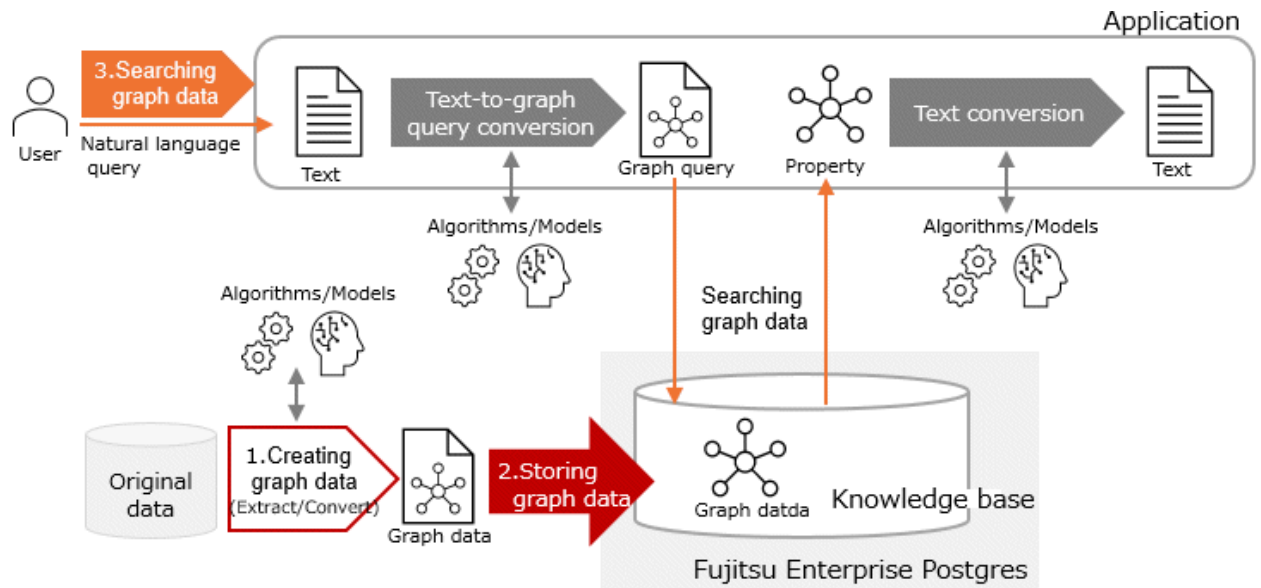 Application
3.Searching
graph data
Natural language
query
User
Text
Text-to-graph
query conversion
Graph query
Property
Text conversion
Text
Algorithms/Models
Algorithms/Models
Algorithms/Models
Searching
graph data
Original
data
1.Creating
graph data
(Extract/Convert)
Graph data
2.Storing
graph data
Graph datda
Knowledge base
Fujitsu Enterprise Postgres